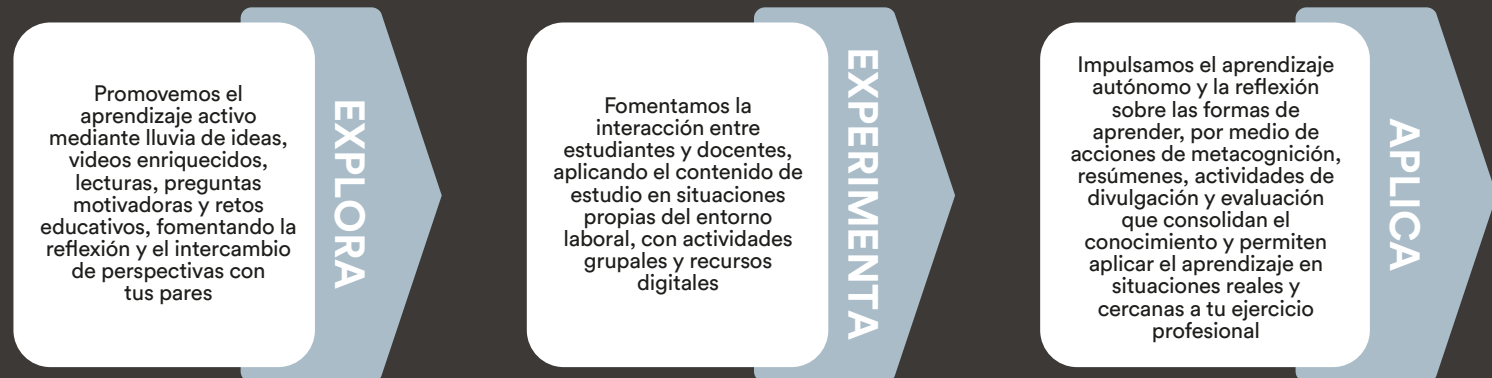 Promovemos el
aprendizaje activo
mediante lluvia de ideas,
videos enriquecidos,
lecturas, preguntas
motivadoras y retos
educativos, fomentando la
reflexión y el intercambio
de perspectivas con
tus pares
EXPLORA
Fomentamos la
interacción entre
estudiantes y docentes,
aplicando el contenido de
estudio en situaciones
propias del entorno
laboral, con actividades
grupales y recursos
digitales
EXPERIMENTA
Impulsamos el aprendizaje
autónomo y la reflexión
sobre las formas de
aprender, por medio de
acciones de metacognición,
resúmenes, actividades de
divulgación y evaluación
que consolidan el
conocimiento y permiten
aplicar el aprendizaje en
situaciones reales y
cercanas a tu ejercicio
profesional
APLICA